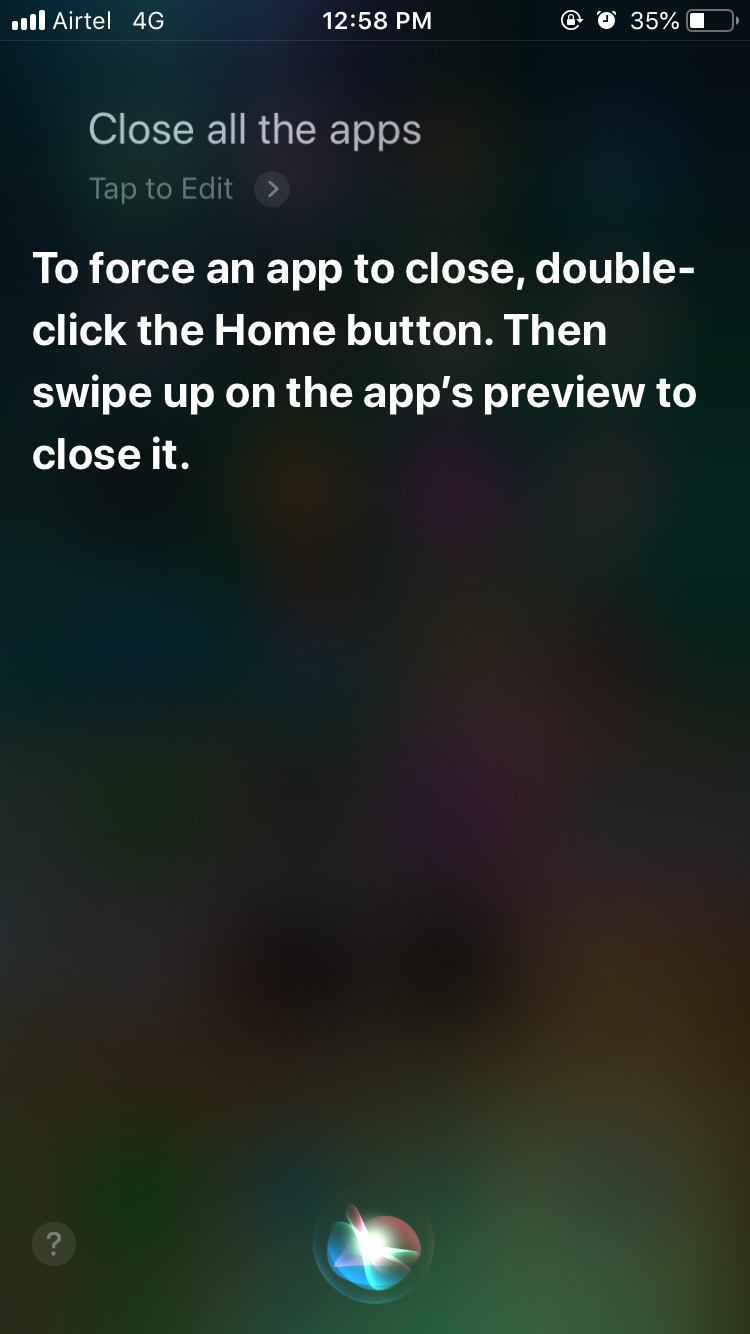 Airtel 4G 12:58 PM 35%
Close all the apps
Tap to Edit
To force an app to close, double-
click the Home button. Then
swipe up on the app’s preview to
close it.
?